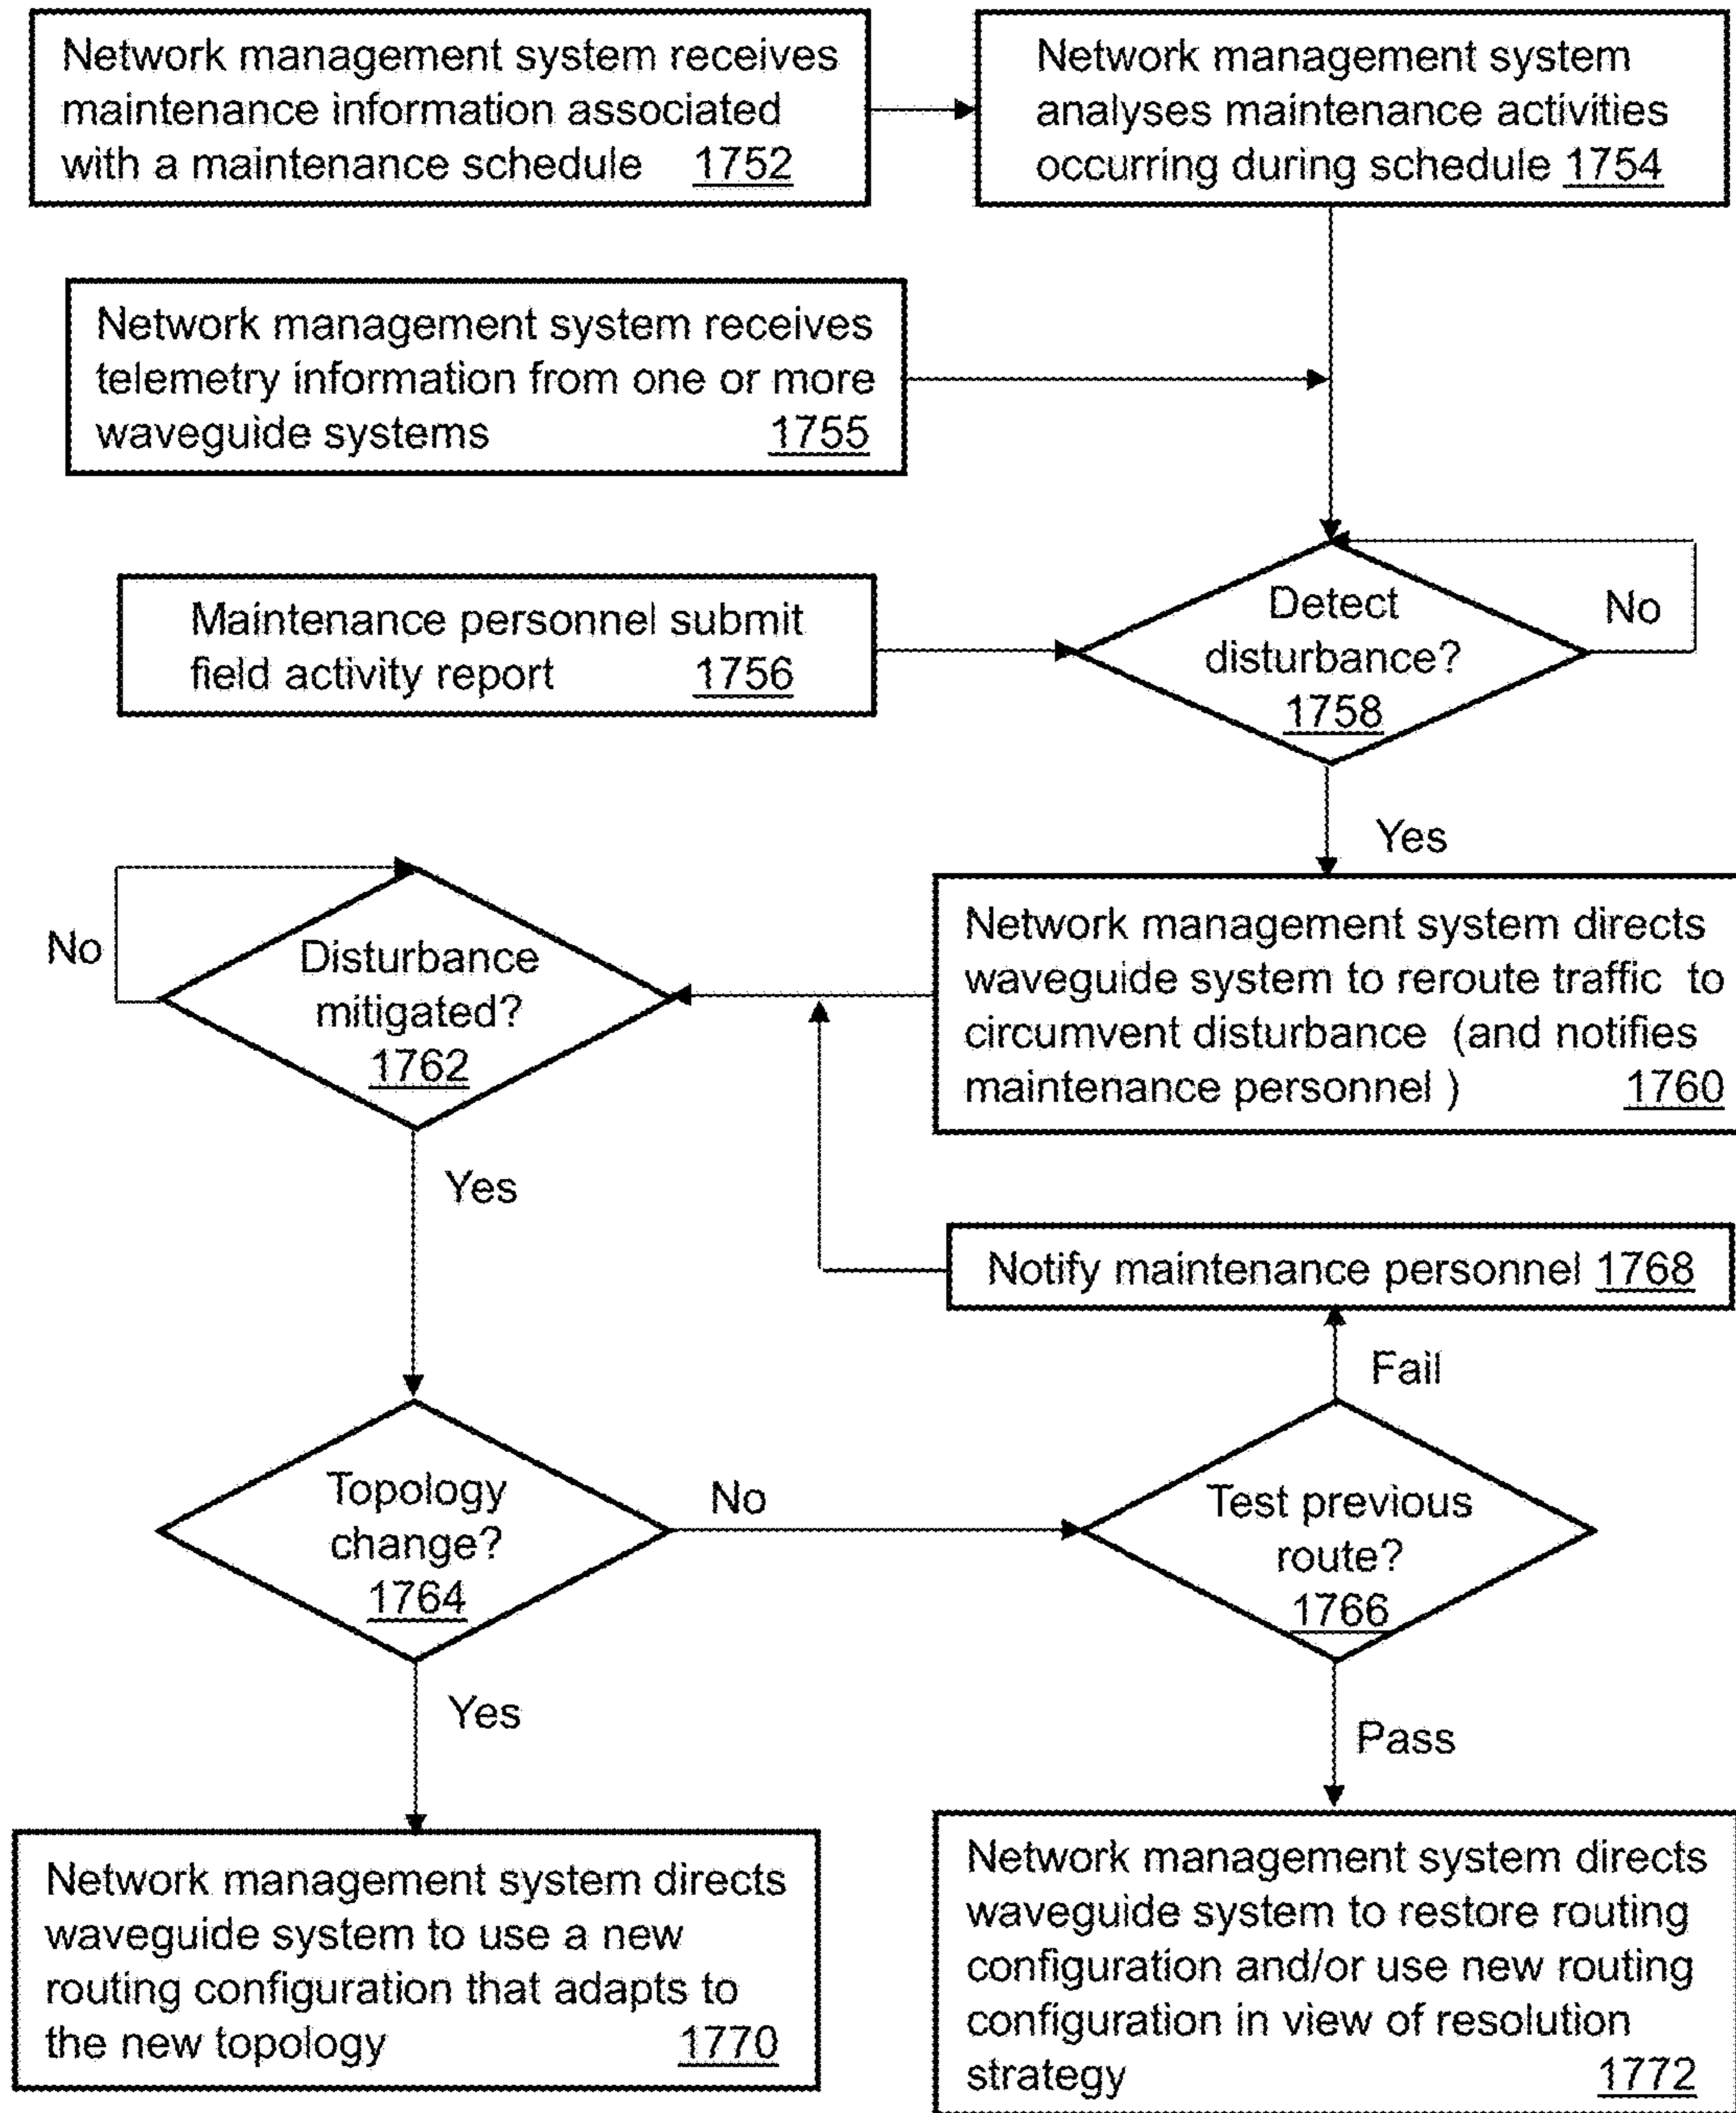 Network management system receives
maintenance information associated
with a maintenance schedule 1752
Network management system
analyses maintenance activities
occurring during schedule 1754
Network management system receives
telemetry information from one or more
waveguide systems 1755
Maintenance personnel submit
field activity report 1756
Detect
disturbance?
1758
No
Yes
Network management system directs
waveguide system to reroute traffic to
circumvent disturbance (and notifies
maintenance personnel ) 1760
No
Disturbance
mitigated?
1762
Yes
Notify maintenance personnel 1768
Fail
Topology
change?
1764
No
Test previous
route?
1766
Yes
Pass
Network management system directs
waveguide system to use a new
routing configuration that adapts to
the new topology 1770
Network management system directs
waveguide system to restore routing
configuration and/or use new routing
configuration in view of resolution
strategy 1772